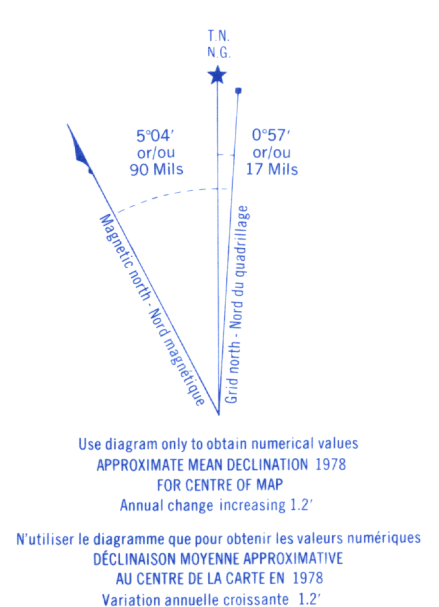 T.N.
N.G.
5°04′
or/ou
90 Mils
0°57′
or/ou
17 Mils
Magnetic north - Nord magnétique
Grid north - Nord du quadrillage
Use diagram only to obtain numerical values
APPROXIMATE MEAN DECLINATION 1978
FOR CENTRE OF MAP
Annual change increasing 1.2′
N'utiliser le diagramme que pour obtenir les valeurs numériques
DÉCLINAISON MOYENNE APPROXIMATIVE
AU CENTRE DE LA CARTE EN 1978
Variation annuelle croissante 1.2′